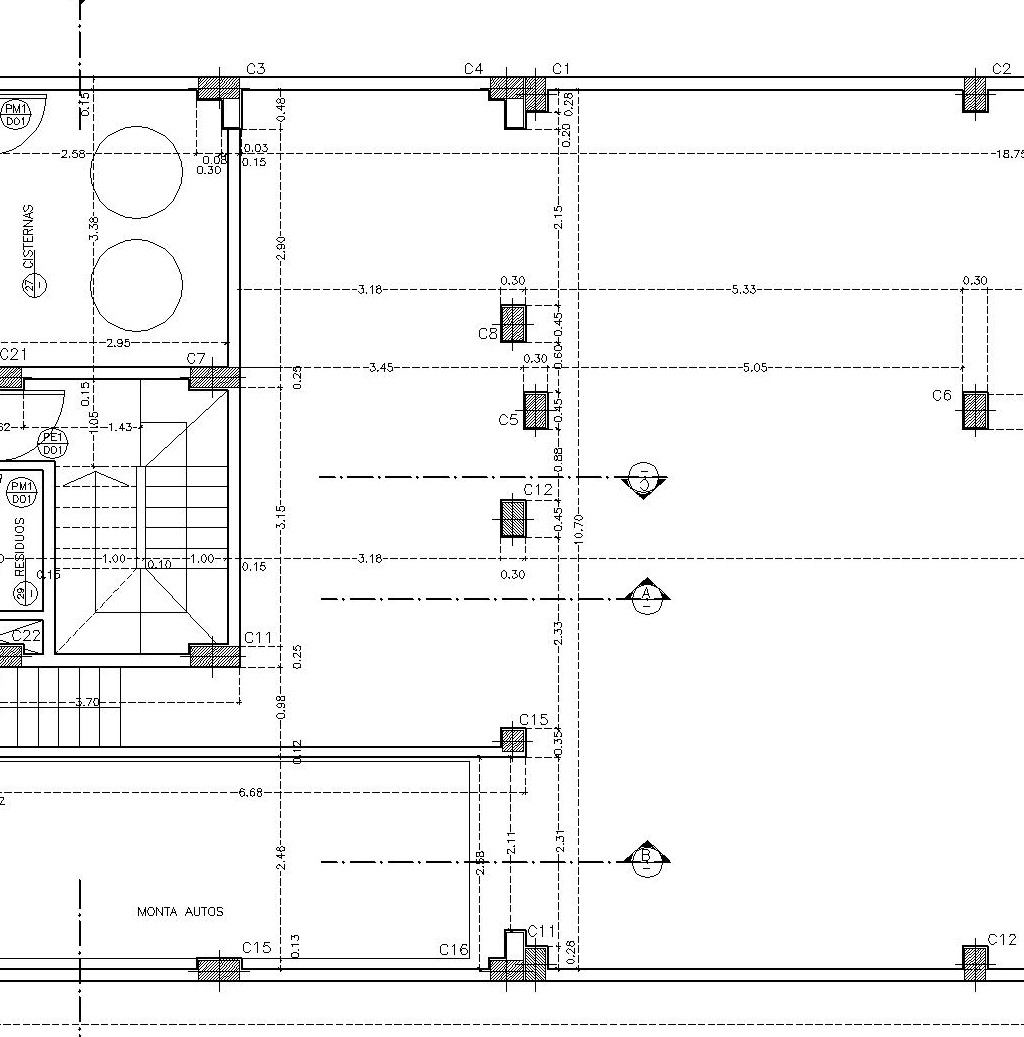 C3
C4
C1
C2
PM1
D01
0.15
0.48
0.28
0.20
2.58
0.08
0.30
0.03
0.15
18.75
27 CISTERNAS
3.38
2.90
2.15
3.18
0.30
5.33
0.30
C8
0.45
2.95
C21
C7
0.25
3.45
0.30
0.60
5.05
0.15
1.05
C5
0.45
C6
62
1.43
PE1
D01
0.88
PM1
D01
C12
0.45
10.70
3.15
29 RESIDUOS
1.00
0.10
1.00
0.15
0.15
3.18
0.30
A
C22
C11
0.25
2.33
3.70
0.98
C15
0.35
0.12
6.68
2
2.46
2.58
2.11
2.31
B
MONTA AUTOS
C15
0.13
C16
C11
0.28
C12